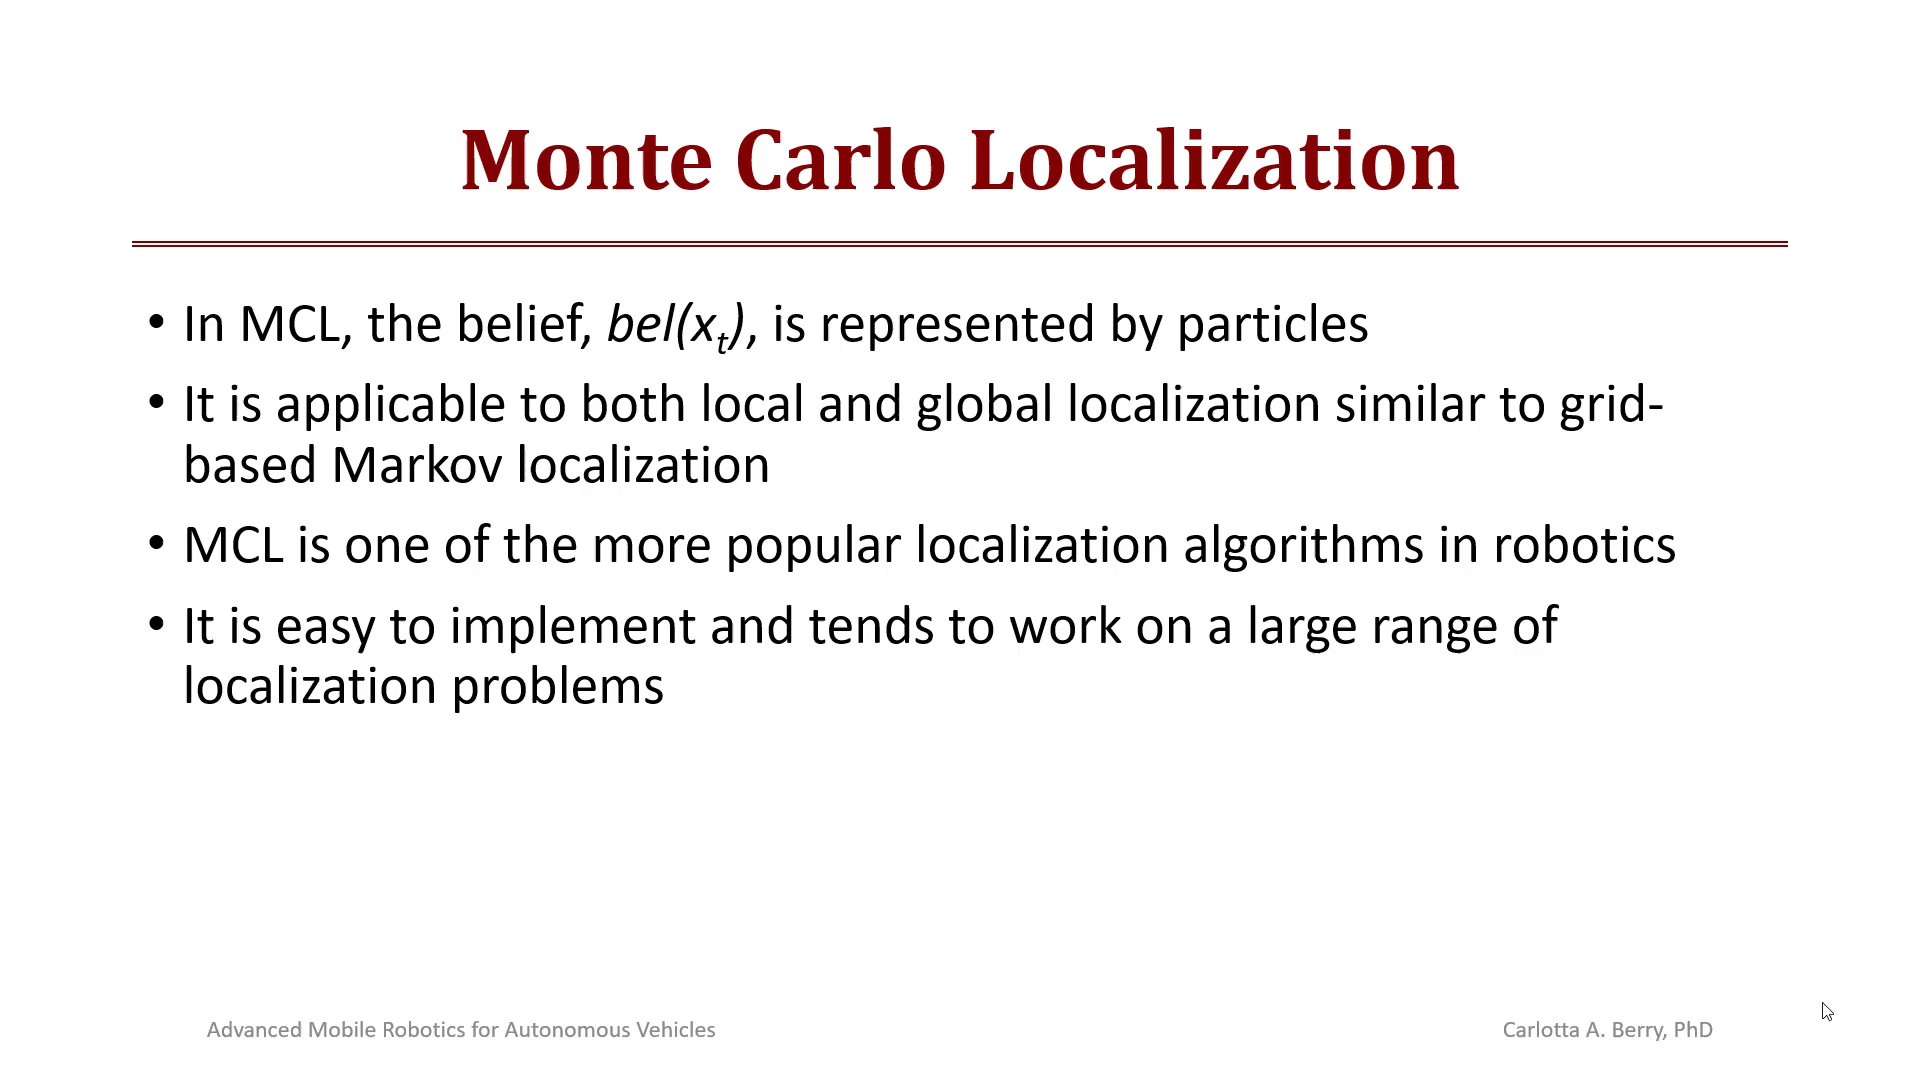 Monte Carlo Localization
• In MCL, the belief, bel(xₜ), is represented by particles
• It is applicable to both local and global localization similar to grid-
based Markov localization
• MCL is one of the more popular localization algorithms in robotics
• It is easy to implement and tends to work on a large range of
localization problems
Advanced Mobile Robotics for Autonomous Vehicles
Carlotta A. Berry, PhD